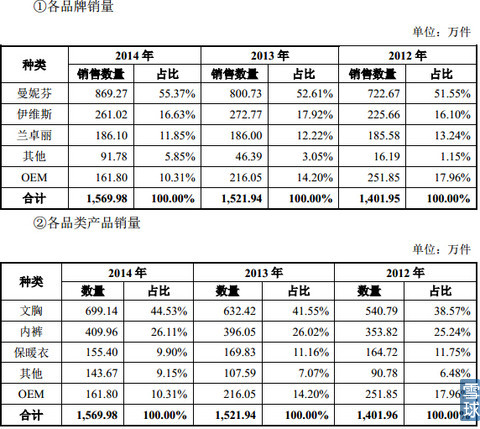 ①各品牌销量
单位：万件
种类 2014 年 2013 年 2012 年
销售数量 占比 销售数量 占比 销售数量 占比
曼妮芬 869.27 55.37% 800.73 52.61% 722.67 51.55%
伊维斯 261.02 16.63% 272.77 17.92% 225.66 16.10%
兰卓丽 186.10 11.85% 186.00 12.22% 185.58 13.24%
其他 91.78 5.85% 46.39 3.05% 16.19 1.15%
OEM 161.80 10.31% 216.05 14.20% 251.85 17.96%
合计 1,569.98 100.00% 1,521.94 100.00% 1,401.95 100.00%
②各品类产品销量
单位：万件
种类 2014 年 2013 年 2012 年
数量 占比 数量 占比 数量 占比
文胸 699.14 44.53% 632.42 41.55% 540.79 38.57%
内裤 409.96 26.11% 396.05 26.02% 353.82 25.24%
保暖衣 155.40 9.90% 169.83 11.16% 164.72 11.75%
其他 143.67 9.15% 107.59 7.07% 90.78 6.48%
OEM 161.80 10.31% 216.05 14.20% 251.85 17.96%
合计 1,569.98 100.00% 1,521.94 100.00% 1,401.96 100.00%
雪球